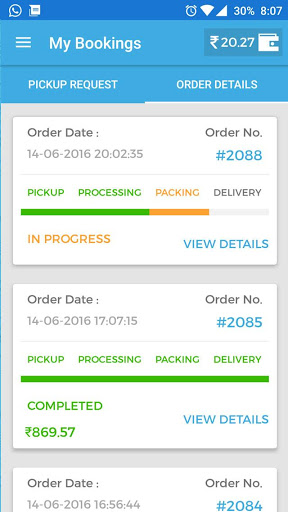 30% 8:07
My Bookings ₹ 20.27
PICKUP REQUEST ORDER DETAILS
Order Date : Order No.
14-06-2016 20:02:35 #2088
PICKUP PROCESSING PACKING DELIVERY
IN PROGRESS VIEW DETAILS
Order Date : Order No.
14-06-2016 17:07:15 #2085
PICKUP PROCESSING PACKING DELIVERY
COMPLETED
VIEW DETAILS
₹869.57
Order Date : Order No.
14-06-2016 16:56:44 #2084